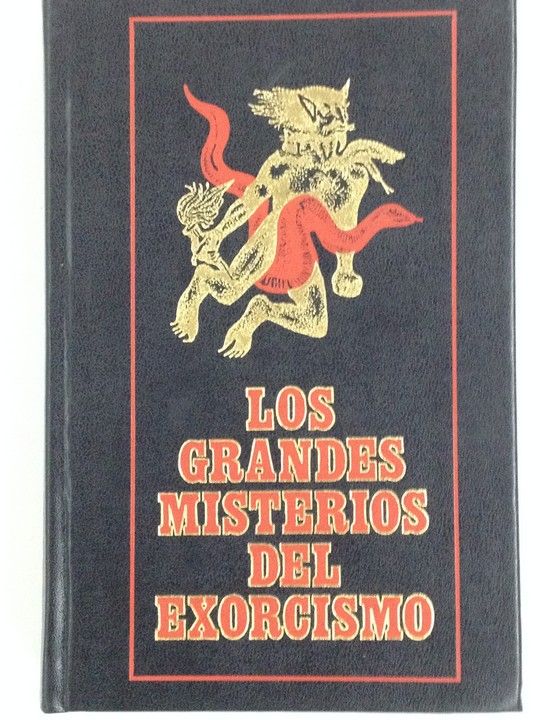 LOS
GRANDES
MISTERIOS
DEL
EXORCISMO